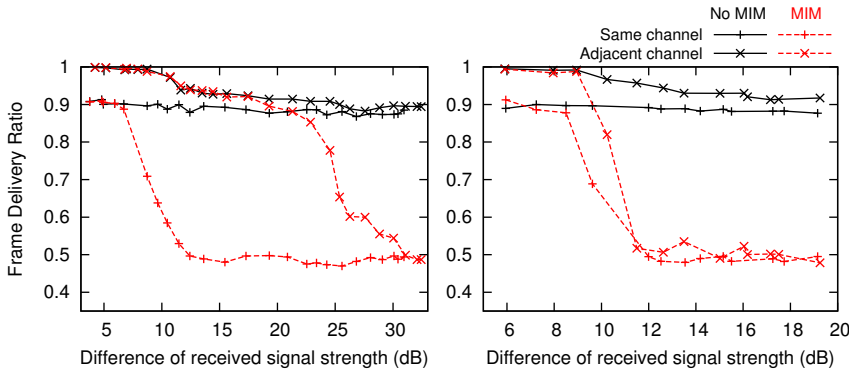 No MIM MIM
Same channel
Adjacent channel
Frame Delivery Ratio
1
0.9
0.8
0.7
0.6
0.5
0.4
5 10 15 20 25 30
Difference of received signal strength (dB)
1
0.9
0.8
0.7
0.6
0.5
0.4
6 8 10 12 14 16 18 20
Difference of received signal strength (dB)